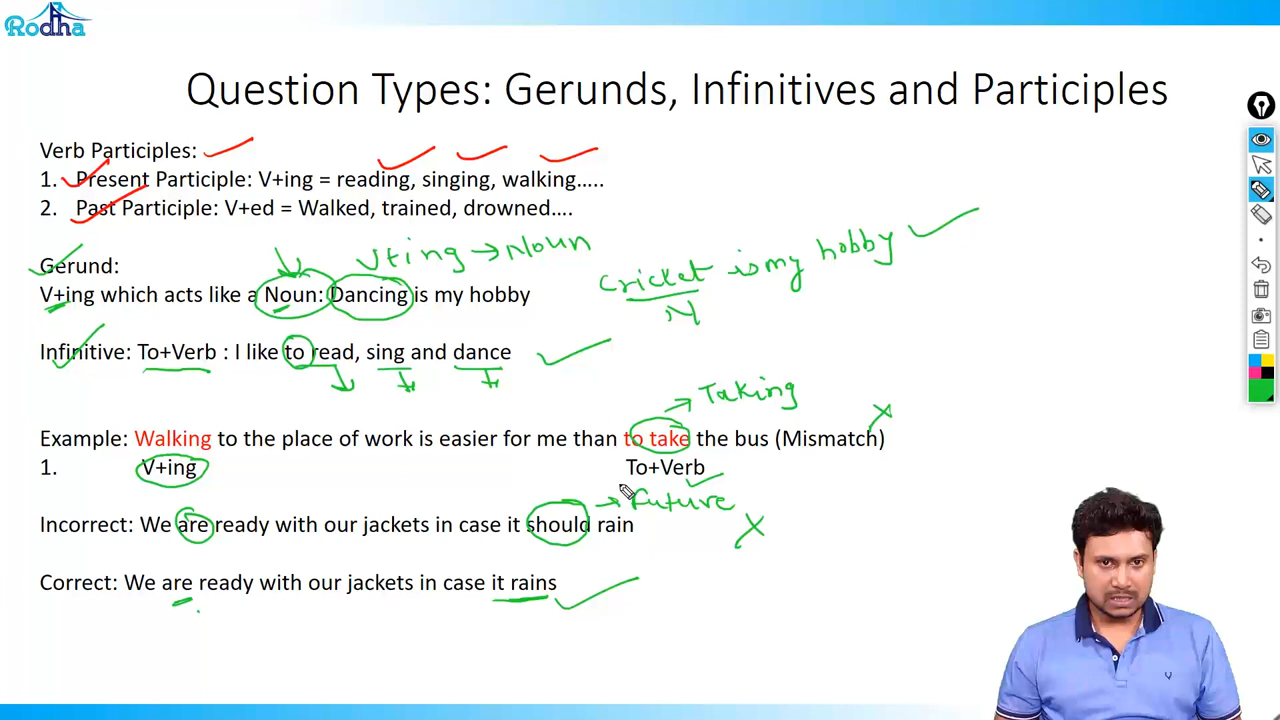 Rodha
Question Types: Gerunds, Infinitives and Participles
Verb Participles:
1. Present Participle: V+ing = reading, singing, walking.....
2. Past Participle: V+ed = Walked, trained, drowned....
V+ing → Noun
cricket is my hobby
N
Gerund:
V+ing which acts like a Noun: Dancing is my hobby
Infinitive: To+Verb : I like to read, sing and dance
→ Taking
Example: Walking to the place of work is easier for me than to take the bus (Mismatch)
1. V+ing To+Verb
→ Future
Incorrect: We are ready with our jackets in case it should rain
Correct: We are ready with our jackets in case it rains